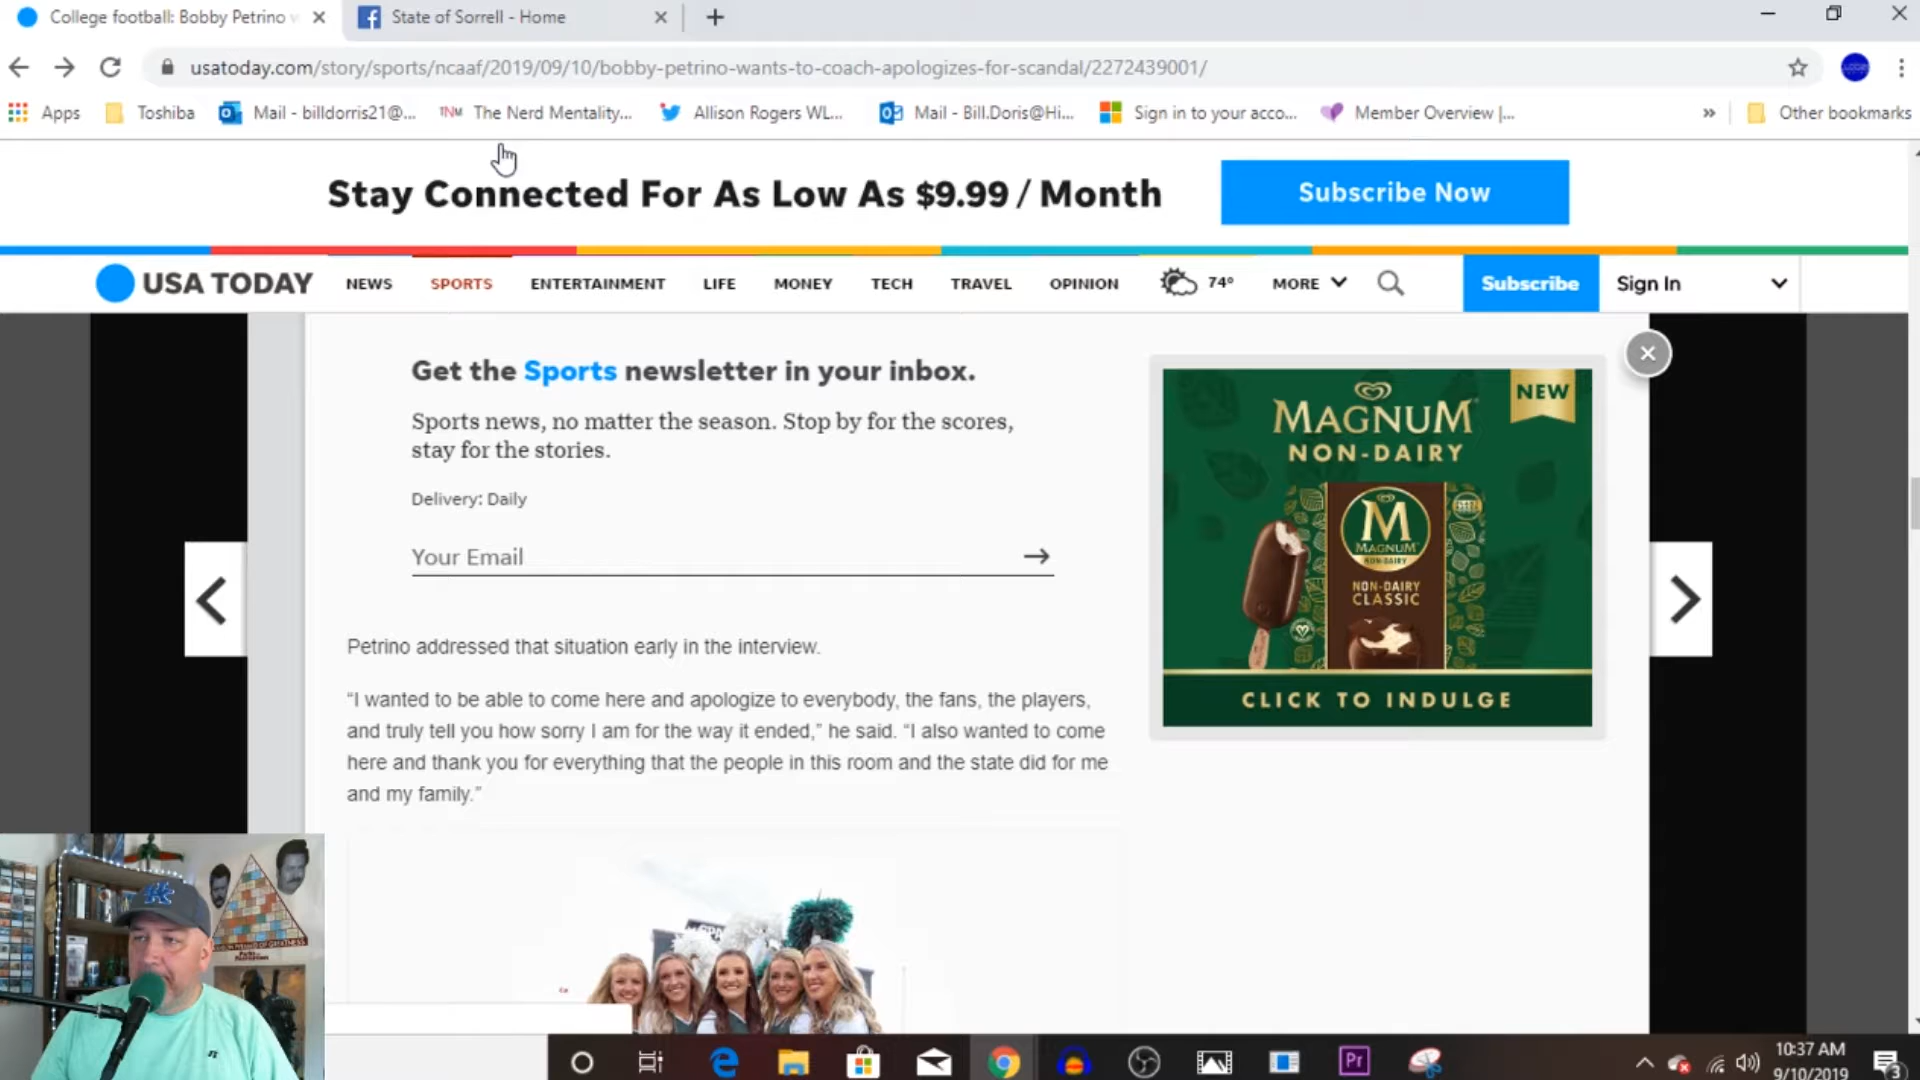 College football: Bobby Petrino w
State of Sorrell - Home
usatoday.com/story/sports/ncaaf/2019/09/10/bobby-petrino-wants-to-coach-apologizes-for-scandal/2272439001/
Apps
Toshiba
Mail - billdorris21@...
TNM The Nerd Mentality...
Allison Rogers WL...
Mail - Bill.Doris@Hi...
Sign in to your acco...
Member Overview |...
»
Other bookmarks
Stay Connected For As Low As $9.99 / Month
Subscribe Now
USA TODAY
NEWS
SPORTS
ENTERTAINMENT
LIFE
MONEY
TECH
TRAVEL
OPINION
74°
MORE
Subscribe
Sign In
Get the Sports newsletter in your inbox.
Sports news, no matter the season. Stop by for the scores,
stay for the stories.
Delivery: Daily
Your Email
NEW
MAGNUM
NON-DAIRY
M
MAGNUM
NON-DAIRY
NON-DAIRY
CLASSIC
CLICK TO INDULGE
Petrino addressed that situation early in the interview.
“I wanted to be able to come here and apologize to everybody, the fans, the players,
and truly tell you how sorry I am for the way it ended,” he said. “I also wanted to come
here and thank you for everything that the people in this room and the state did for me
and my family.”
Pr
10:37 AM
9/10/2019
3